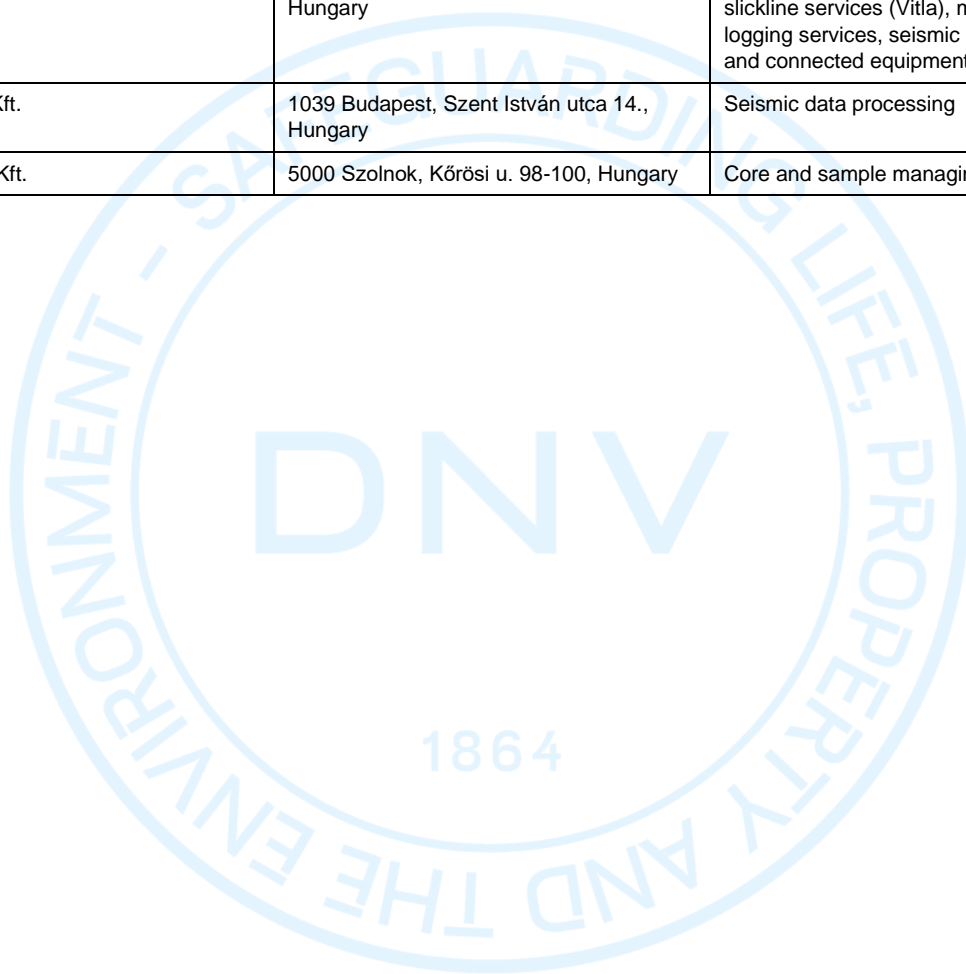 Hungary
slickline services (Vitla),
logging services, seismic
and connected equipment
Kft.
1039 Budapest, Szent István utca 14.,
Hungary
Seismic data processing
Kft.
5000 Szolnok, Kőrösi u. 98-100, Hungary
Core and sample
SAFEGUARDING LIFE, PROPERTY AND THE ENVIRONMENT -
DNV
1864